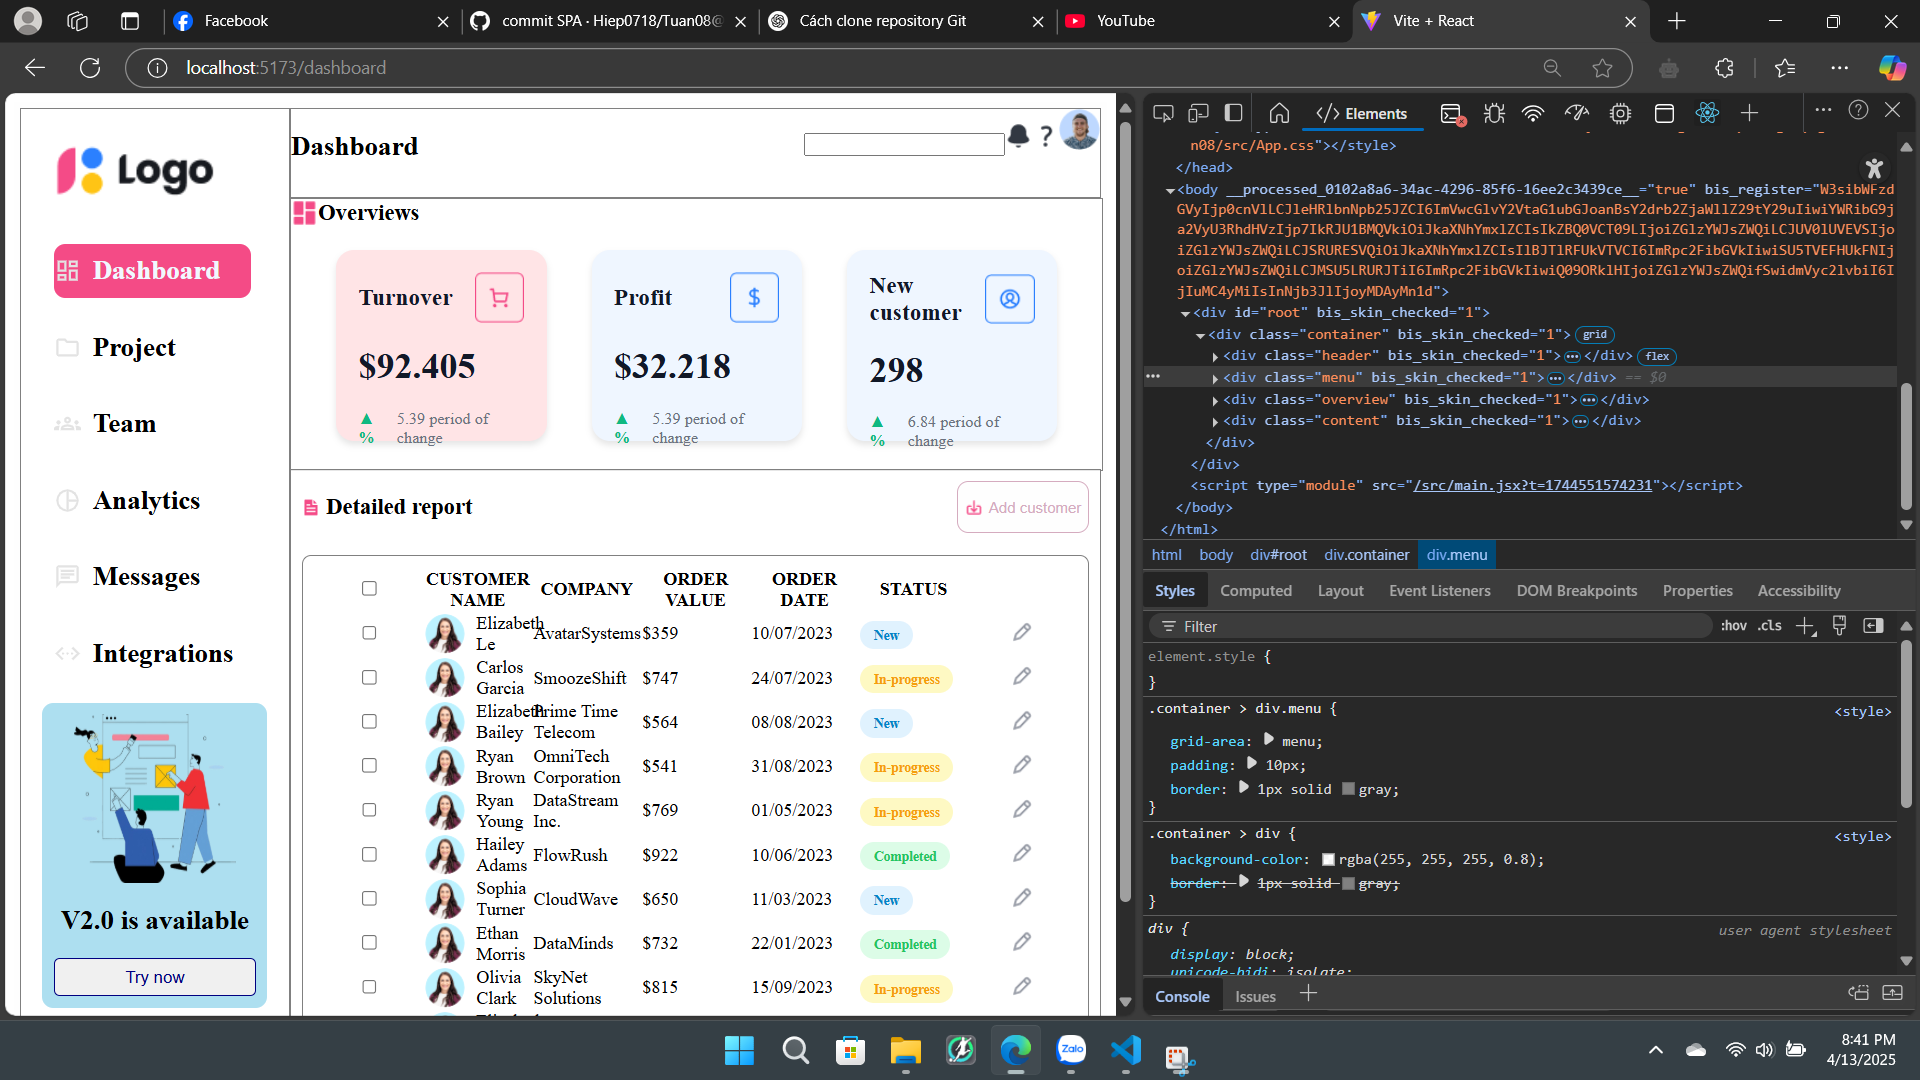 Facebook
commit SPA · Hiep0718/Tuan08@
Cách clone repository Git
YouTube
Vite + React
localhost:5173/dashboard
Logo
Dashboard
Project
Team
Analytics
Messages
Integrations
V2.0 is available
Try now
Dashboard
?
Overviews
Turnover
$92.405
▲ % 5.39 period of change
Profit
$
$32.218
▲ % 5.39 period of change
New customer
298
▲ % 6.84 period of change
Detailed report
Add customer
CUSTOMER NAME COMPANY ORDER VALUE ORDER DATE STATUS
Elizabeth Le AvatarSystems $359 10/07/2023 New
Carlos Garcia SmoozeShift $747 24/07/2023 In-progress
Elizabeth Bailey Prime Time Telecom $564 08/08/2023 New
Ryan Brown OmniTech Corporation $541 31/08/2023 In-progress
Ryan Young DataStream Inc. $769 01/05/2023 In-progress
Hailey Adams FlowRush $922 10/06/2023 Completed
Sophia Turner CloudWave $650 11/03/2023 New
Ethan Morris DataMinds $732 22/01/2023 Completed
Olivia Clark SkyNet Solutions $815 15/09/2023 In-progress
Elements
n08/src/App.css"></style>
</head>
<body __processed_0102a8a6-34ac-4296-85f6-16ee2c3439ce__="true" bis_register="W3sibWFzd
<div id="root" bis_skin_checked="1">
<div class="container" bis_skin_checked="1"> grid
<div class="header" bis_skin_checked="1"> ••• </div> flex
<div class="menu" bis_skin_checked="1"> ••• </div> == $0
<div class="overview" bis_skin_checked="1"> ••• </div>
<div class="content" bis_skin_checked="1"> ••• </div>
</div>
</div>
<script type="module" src="/src/main.jsx?t=1744551574231"></script>
</body>
</html>
html body div#root div.container div.menu
Styles Computed Layout Event Listeners DOM Breakpoints Properties Accessibility
Filter :hov .cls
element.style {
}
.container > div.menu { <style>
grid-area: menu;
padding: 10px;
border: 1px solid gray;
}
.container > div { <style>
background-color: rgba(255, 255, 255, 0.8);
border: 1px solid gray;
}
div { user agent stylesheet
display: block;
unicode-bidi: isolate;
Console Issues
Zalo
8:41 PM
4/13/2025